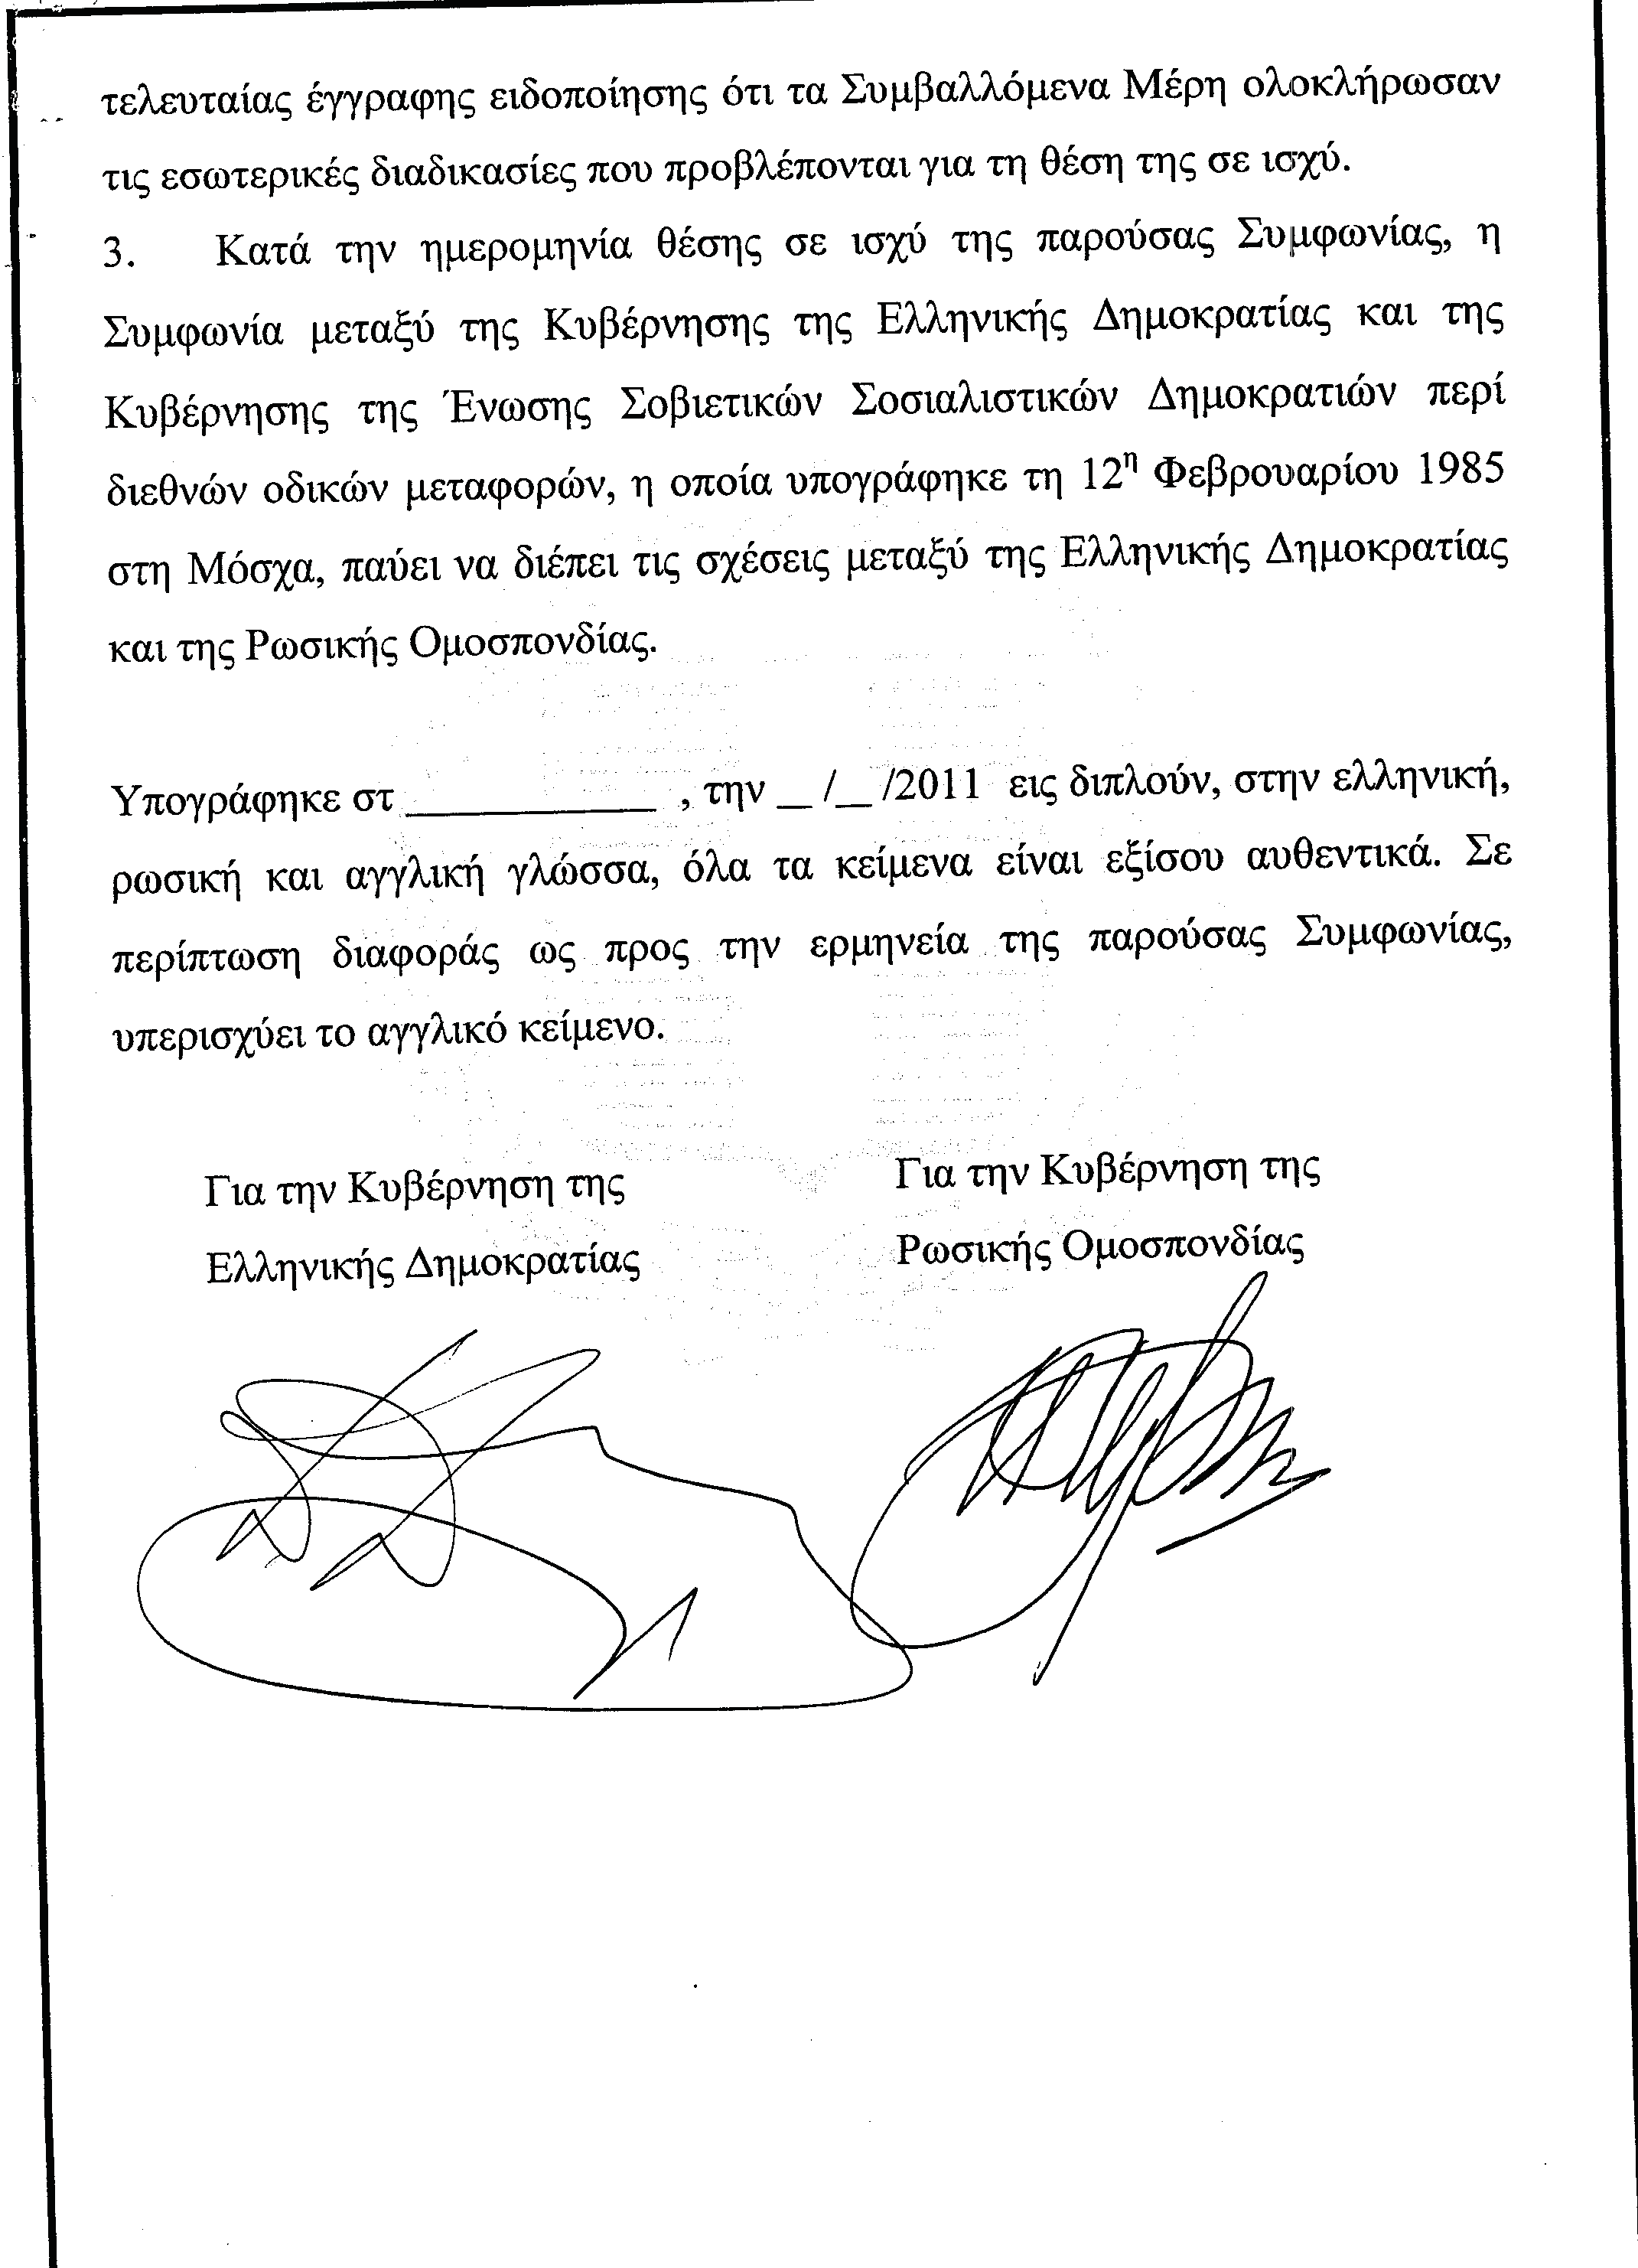 τελευταίας έγγραφης ειδοποίησης ότι τα Συμβαλλόμενα Μέρη ολοκλήρωσαν
τις εσωτερικές διαδικασίες που προβλέπονται για τη θέση της σε ισχύ.
3. Κατά την ημερομηνία θέσης σε ισχύ της παρούσας Συμφωνίας, η
Συμφωνία μεταξύ της Κυβέρνησης της Ελληνικής Δημοκρατίας και της
Κυβέρνησης της Ένωσης Σοβιετικών Σοσιαλιστικών Δημοκρατιών περί
διεθνών οδικών μεταφορών, η οποία υπογράφηκε τη 12η Φεβρουαρίου 1985
στη Μόσχα, παύει να διέπει τις σχέσεις μεταξύ της Ελληνικής Δημοκρατίας
και της Ρωσικής Ομοσπονδίας.
Υπογράφηκε στ ____________ , την __ /__ /2011 εις διπλούν, στην ελληνική,
ρωσική και αγγλική γλώσσα, όλα τα κείμενα είναι εξίσου αυθεντικά. Σε
περίπτωση διαφοράς ως προς την ερμηνεία της παρούσας Συμφωνίας,
υπερισχύει το αγγλικό κείμενο.
Για την Κυβέρνηση της
Ελληνικής Δημοκρατίας
Για την Κυβέρνηση της
Ρωσικής Ομοσπονδίας